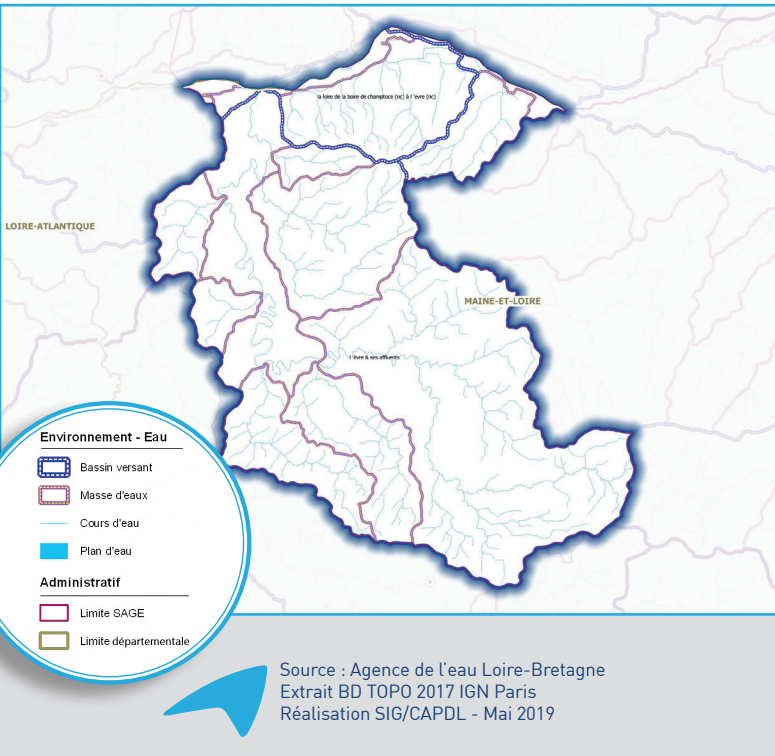 la loire de la boire de champtoce (nc) à l 'evre (nc)
LOIRE-ATLANTIQUE
MAINE-ET-LOIRE
l 'èvre & ses affluents
Environnement - Eau
Bassin versant
Masse d'eaux
Cours d'eau
Plan d'eau
Administratif
Limite SAGE
Limite départementale
Source : Agence de l'eau Loire-Bretagne
Extrait BD TOPO 2017 IGN Paris
Réalisation SIG/CAPDL - Mai 2019